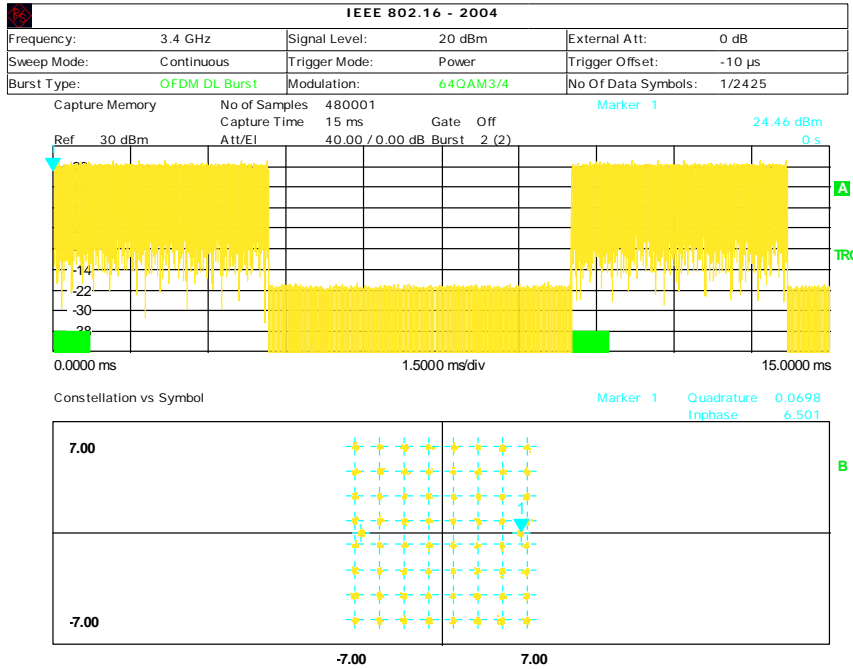 IEEE 802.16 - 2004
Frequency: 3.4 GHz Signal Level: 20 dBm External Att: 0 dB
Sweep Mode: Continuous Trigger Mode: Power Trigger Offset: -10 µs
Burst Type: OFDM DL Burst Modulation: 64QAM3/4 No Of Data Symbols: 1/2425
Capture Memory No of Samples 480001 Marker 1
Capture Time 15 ms Gate Off 24.46 dBm
Ref 30 dBm Att/El 40.00 / 0.00 dB Burst 2 (2) 0 s
A
TRG
-14
-22
-30
-38
0.0000 ms 1.5000 ms/div 15.0000 ms
Constellation vs Symbol Marker 1 Quadrature 0.0698
Inphase 6.501
7.00
B
1
-7.00
-7.00 7.00